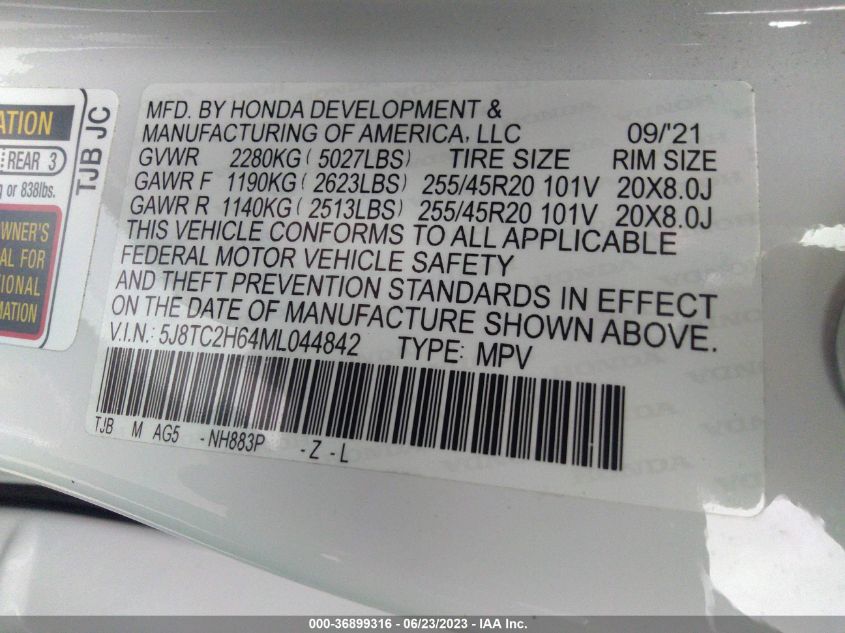 ATION
REAR 3
g or 838lbs.
OWNER'S
AL FOR
TIONAL
MATION
TJB JC
MFD. BY HONDA DEVELOPMENT &
MANUFACTURING OF AMERICA, LLC 09/'21
GVWR 2280KG (5027LBS) TIRE SIZE RIM SIZE
GAWR F 1190KG (2623LBS) 255/45R20 101V 20X8.0J
GAWR R 1140KG (2513LBS) 255/45R20 101V 20X8.0J
THIS VEHICLE CONFORMS TO ALL APPLICABLE
FEDERAL MOTOR VEHICLE SAFETY
AND THEFT PREVENTION STANDARDS IN EFFECT
ON THE DATE OF MANUFACTURE SHOWN ABOVE.
V.I.N.: 5J8TC2H64ML044842 TYPE: MPV
TJB M AG5 -NH883P -Z-L
000-36899316 - 06/23/2023 - IAA Inc.